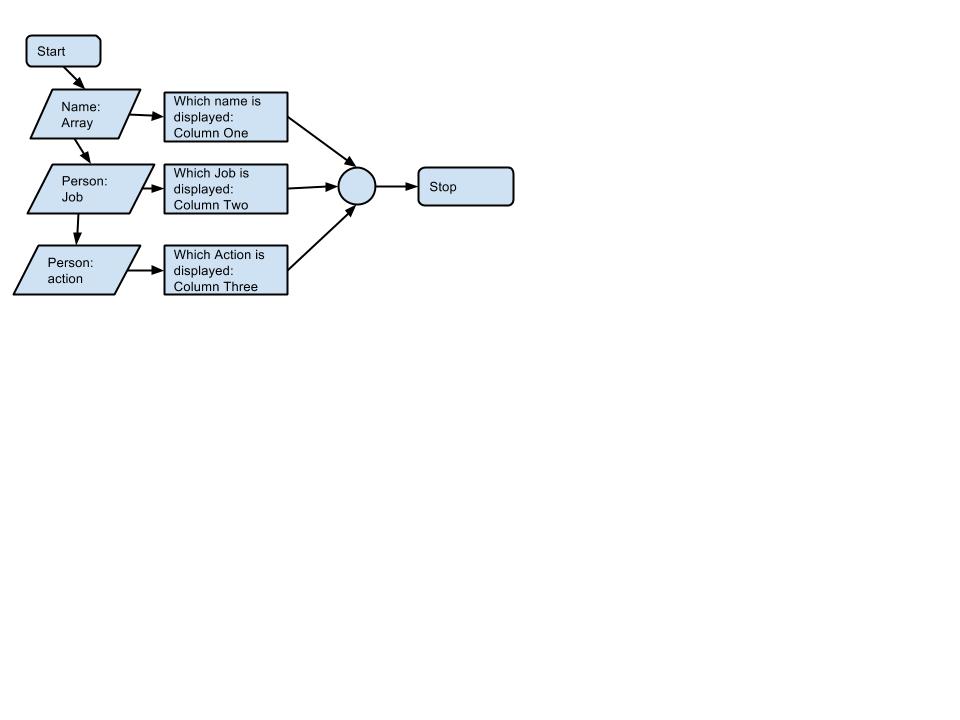 Start
Name:
Array
Which name is
displayed:
Column One
Person:
Job
Which Job is
displayed:
Column Two
Stop
Person:
action
Which Action is
displayed:
Column Three